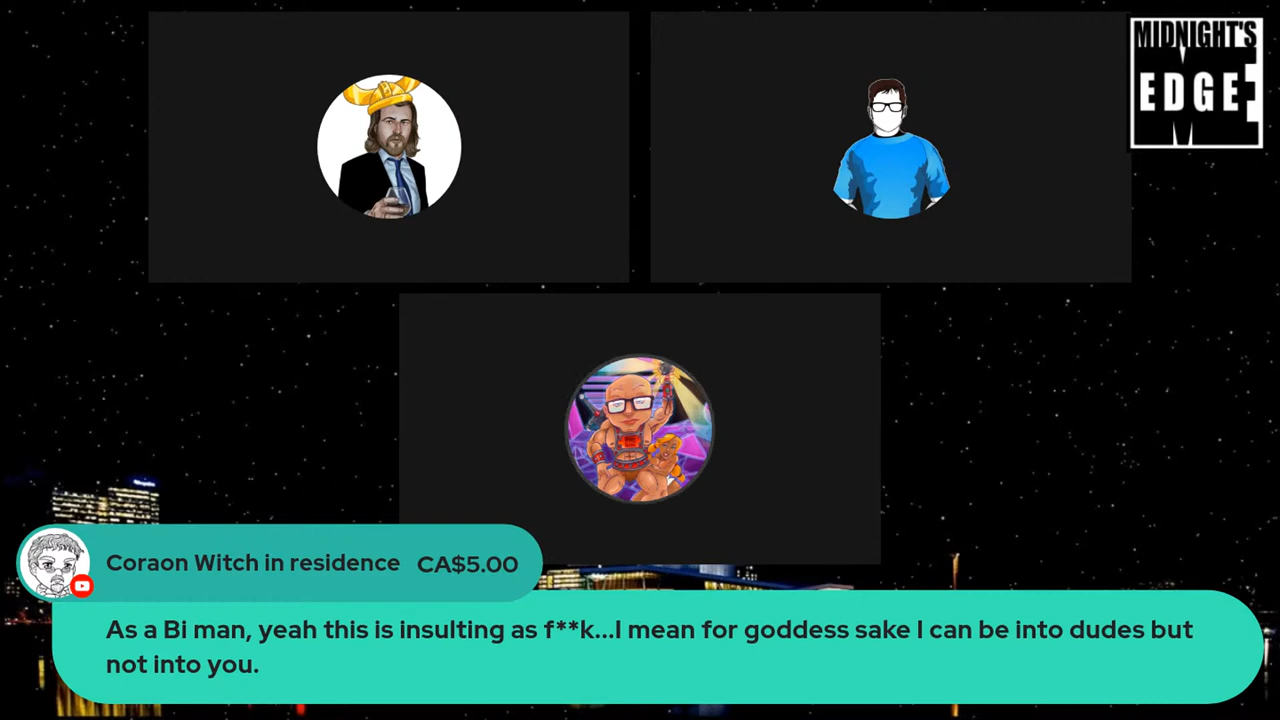 MIDNIGHT'S
EDGE
Coraon Witch in residence CA$5.00
As a Bi man, yeah this is insulting as f**k...I mean for goddess sake I can be into dudes but
not into you.